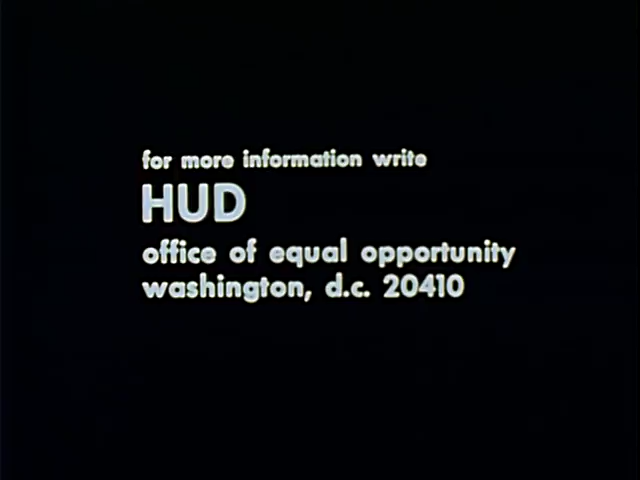 for more information write
HUD
office of equal opportunity
washington, d.c. 20410